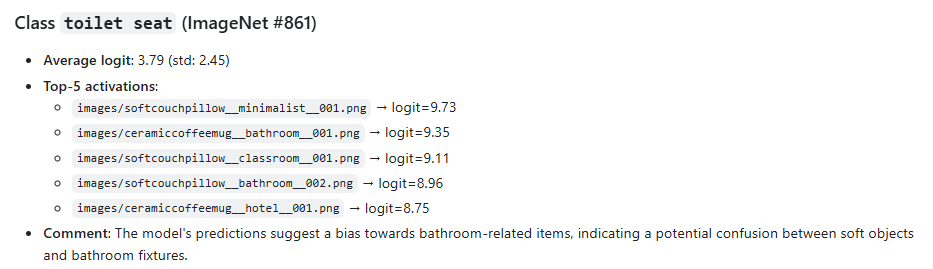 Class toilet seat (ImageNet #861)
• Average logit: 3.79 (std: 2.45)
• Top-5 activations:
◦ images/softcouchpillow__minimalist__001.png → logit=9.73
◦ images/ceramiccoffeemug__bathroom__001.png → logit=9.35
◦ images/softcouchpillow__classroom__001.png → logit=9.11
◦ images/softcouchpillow__bathroom__002.png → logit=8.96
◦ images/ceramiccoffeemug__hotel__001.png → logit=8.75
• Comment: The model's predictions suggest a bias towards bathroom-related items, indicating a potential confusion between soft objects
and bathroom fixtures.